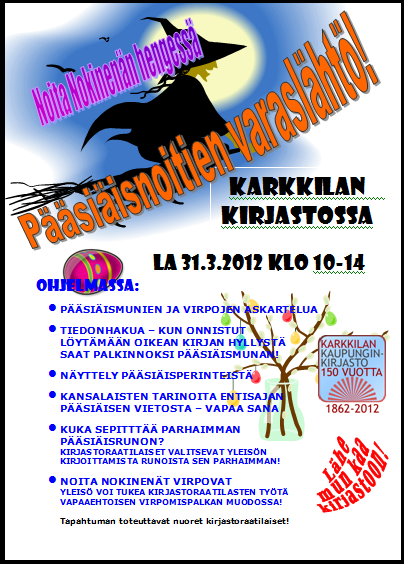 Noita Nokinenän hengessä
Pääsiäisnoitien varaslähtö!
KARKKILAN
KIRJASTOSSA
LA 31.3.2012 KLO 10-14
OHJELMASSA:
• PÄÄSIÄISMUNIEN JA VIRPOJEN ASKARTELUA
• TIEDONHAKUA – KUN ONNISTUT
LÖYTÄMÄÄN OIKEAN KIRJAN HYLLYSTÄ
SAAT PALKINNOKSI PÄÄSIÄISMUNAN!
• NÄYTTELY PÄÄSIÄISPERINTEISTÄ
• KANSALAISTEN TARINOITA ENTISAJAN
PÄÄSIÄISEN VIETOSTA – VAPAA SANA
• KUKA SEPITTTÄÄ PARHAIMMAN
PÄÄSIÄISRUNON?
KIRJASTORAATILAISET VALITSEVAT YLEISÖN
KIRJOITTAMISTA RUNOISTA SEN PARHAIMMAN!
• NOITA NOKINENÄT VIRPOVAT
YLEISÖ VOI TUKEA KIRJASTORAATILASTEN TYÖTÄ
VAPAAEHTOISEN VIRPOMISPALKAN MUODOSSA!
Tapahtuman toteuttavat nuoret kirjastoraatilaiset!
KARKKILAN
KAUPUNGIN-
KIRJASTO
150 VUOTTA
1862-2012
Lähe
mun kaa
kirjastoon!